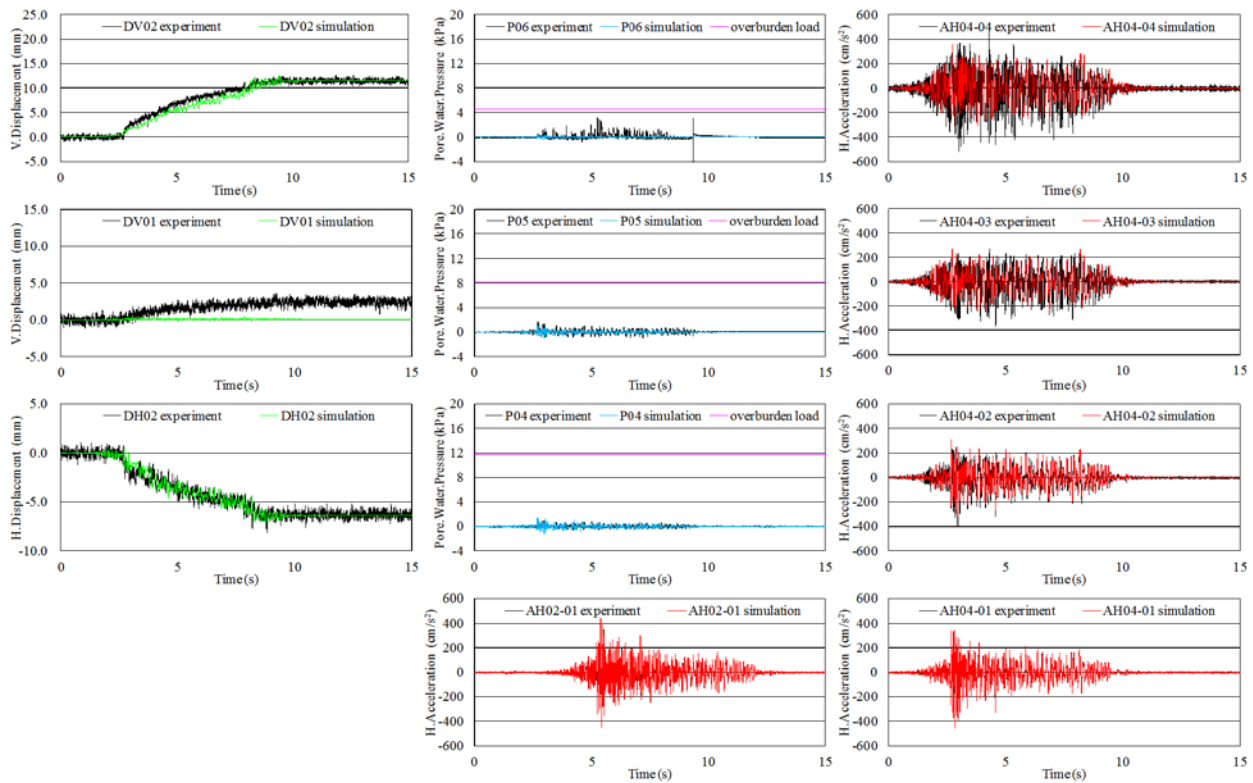 DV02 experiment DV02 simulation
V.Displacement (mm)
25.0
20.0
15.0
10.0
5.0
0.0
-5.0
0 5 10 15
Time (s)
P06 experiment P06 simulation overburden load
Pore.Water.Pressure (kPa)
20
16
12
8
4
0
-4
0 5 10 15
Time (s)
AH04-04 experiment AH04-04 simulation
H.Acceleration (cm/s²)
600
400
200
0
-200
-400
-600
0 5 10 15
Time (s)
DV01 experiment DV01 simulation
V.Displacement (mm)
15.0
10.0
5.0
0.0
-5.0
0 5 10 15
Time (s)
P05 experiment P05 simulation overburden load
Pore.Water.Pressure (kPa)
20
16
12
8
4
0
-4
0 5 10 15
Time (s)
AH04-03 experiment AH04-03 simulation
H.Acceleration (cm/s²)
600
400
200
0
-200
-400
-600
0 5 10 15
Time (s)
DH02 experiment DH02 simulation
H.Displacement (mm)
5.0
0.0
-5.0
-10.0
0 5 10 15
Time (s)
P04 experiment P04 simulation overburden load
Pore.Water.Pressure (kPa)
20
16
12
8
4
0
-4
0 5 10 15
Time (s)
AH04-02 experiment AH04-02 simulation
H.Acceleration (cm/s²)
600
400
200
0
-200
-400
-600
0 5 10 15
Time (s)
AH02-01 experiment AH02-01 simulation
H.Acceleration (cm/s²)
600
400
200
0
-200
-400
-600
0 5 10 15
Time (s)
AH04-01 experiment AH04-01 simulation
H.Acceleration (cm/s²)
600
400
200
0
-200
-400
-600
0 5 10 15
Time (s)